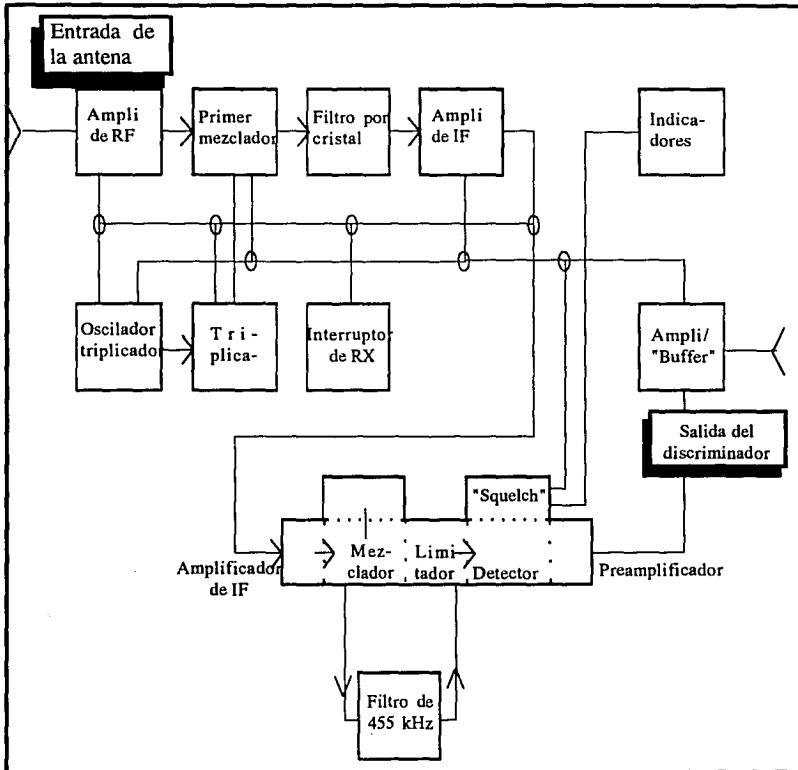 Entrada de
la antena
Ampli
de RF
Primer
mezclador
Filtro por
cristal
Ampli
de IF
Indica-
dores
Oscilador
triplicador
Tri-
plica-
Interruptor
de RX
Ampli/
"Buffer"
Salida del
discriminador
"Squelch"
Amplificador
de IF
Mez-
clador
Limi-
tador
Detector
Preamplificador
Filtro de
455 kHz